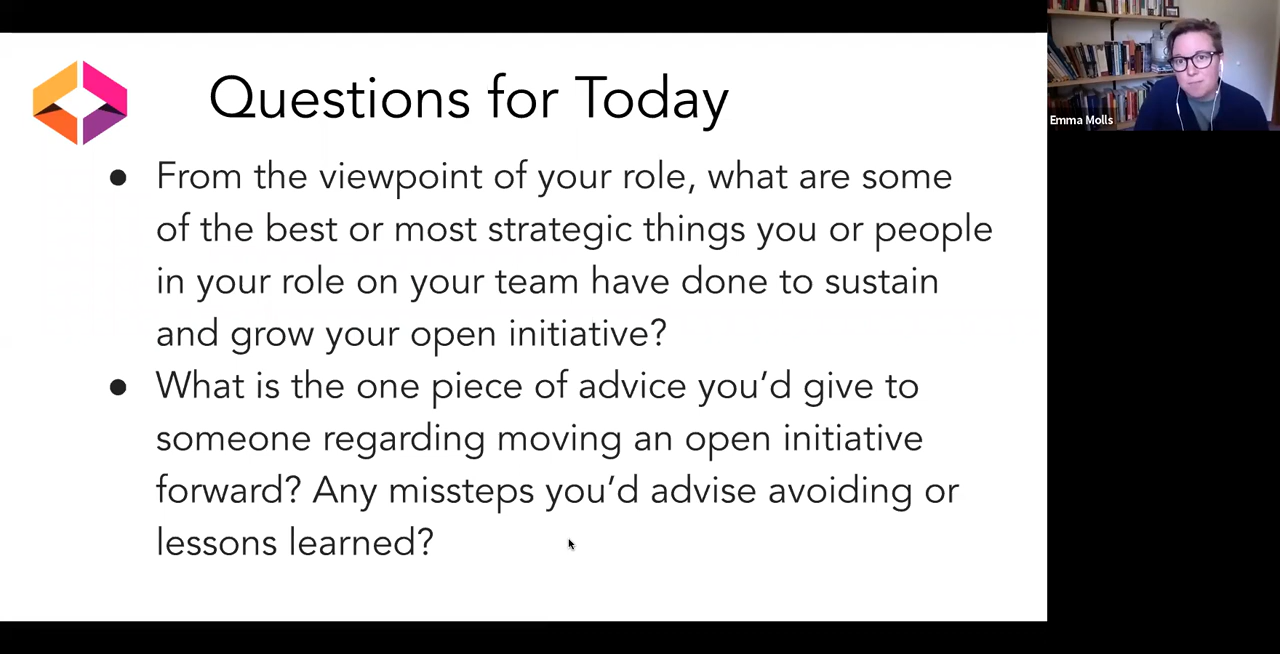 Questions for Today
● From the viewpoint of your role, what are some
of the best or most strategic things you or people
in your role on your team have done to sustain
and grow your open initiative?
● What is the one piece of advice you’d give to
someone regarding moving an open initiative
forward? Any missteps you’d advise avoiding or
lessons learned?
Emma Molls